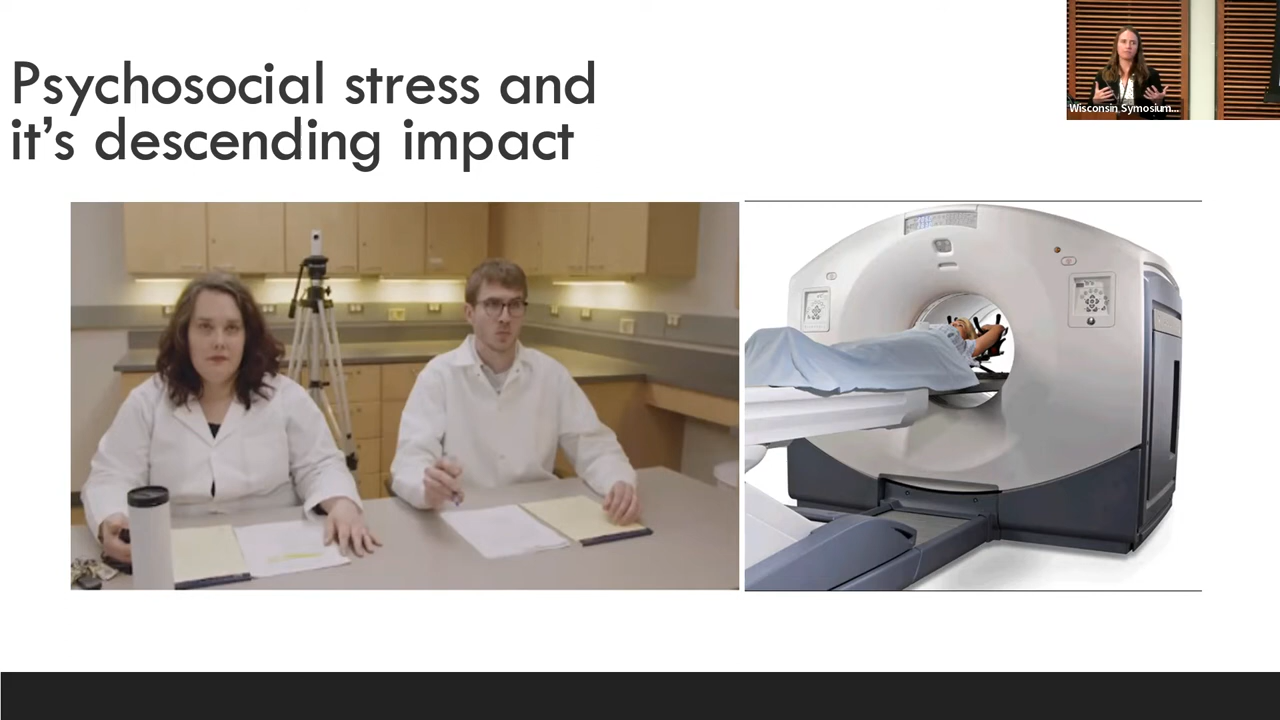 Psychosocial stress and
it's descending impact
Wisconsin Symosium...